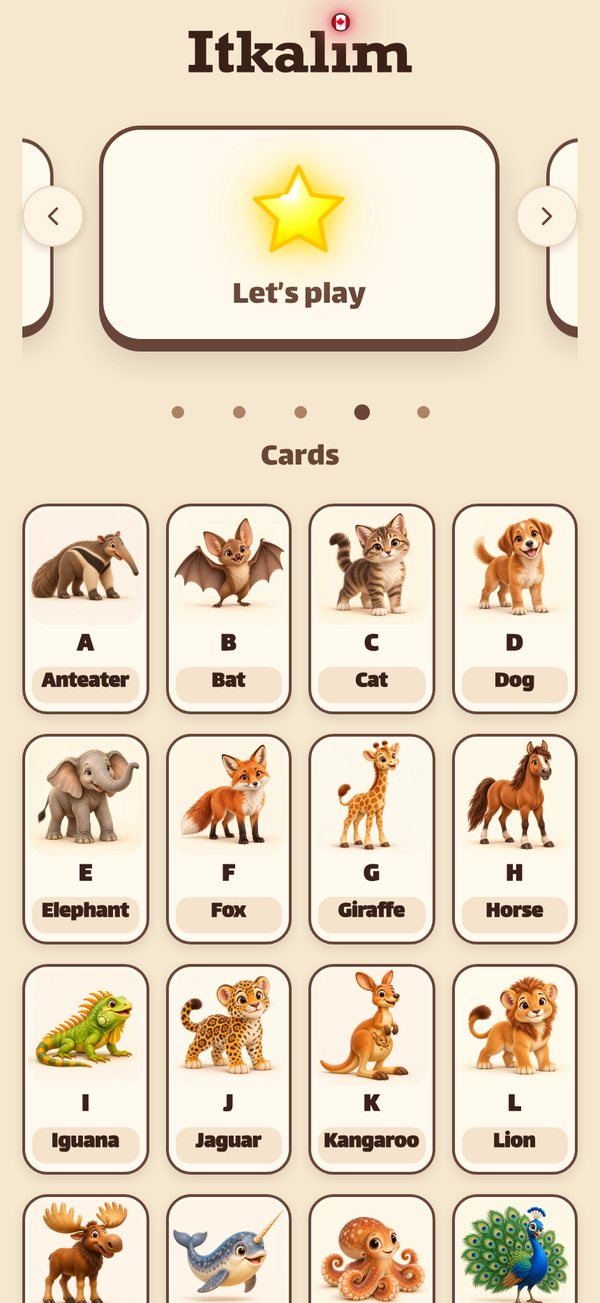 Itkalim
Let's play
Cards
A
Anteater
B
Bat
C
Cat
D
Dog
E
Elephant
F
Fox
G
Giraffe
H
Horse
I
Iguana
J
Jaguar
K
Kangaroo
L
Lion